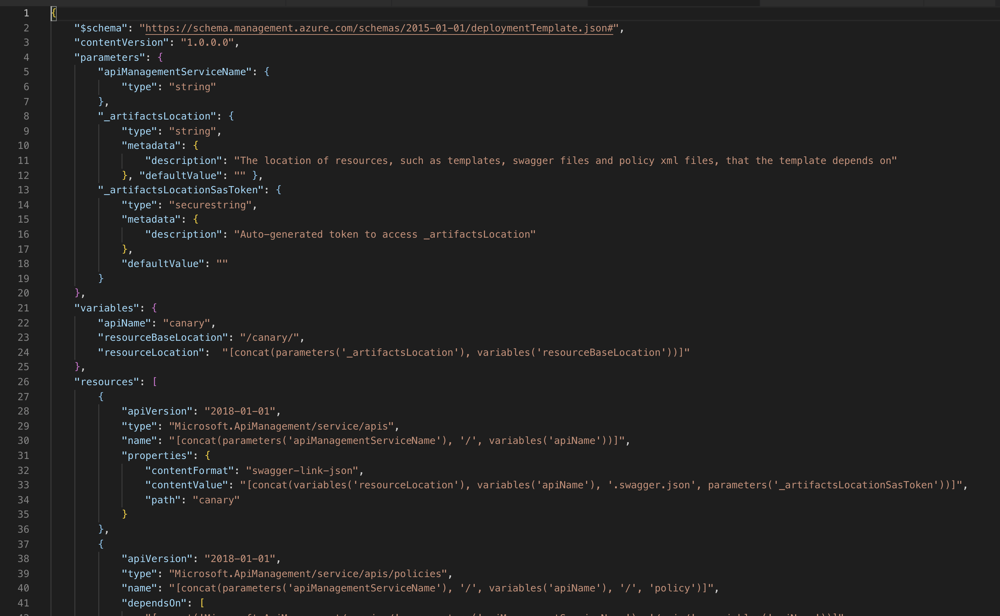 1 {
2 "$schema": "https://schema.management.azure.com/schemas/2015-01-01/deploymentTemplate.json#",
3 "contentVersion": "1.0.0.0",
4 "parameters": {
5 "apiManagementServiceName": {
6 "type": "string"
7 },
8 "_artifactsLocation": {
9 "type": "string",
10 "metadata": {
11 "description": "The location of resources, such as templates, swagger files and policy xml files, that the template depends on"
12 }, "defaultValue": "" },
13 "_artifactsLocationSasToken": {
14 "type": "securestring",
15 "metadata": {
16 "description": "Auto-generated token to access _artifactsLocation"
17 },
18 "defaultValue": ""
19 }
20 },
21 "variables": {
22 "apiName": "canary",
23 "resourceBaseLocation": "/canary/",
24 "resourceLocation":  "[concat(parameters('_artifactsLocation'), variables('resourceBaseLocation'))]"
25 },
26 "resources": [
27 {
28 "apiVersion": "2018-01-01",
29 "type": "Microsoft.ApiManagement/service/apis",
30 "name": "[concat(parameters('apiManagementServiceName'), '/', variables('apiName'))]",
31 "properties": {
32 "contentFormat": "swagger-link-json",
33 "contentValue": "[concat(variables('resourceLocation'), variables('apiName'), '.swagger.json', parameters('_artifactsLocationSasToken'))]",
34 "path": "canary"
35 }
36 },
37 {
38 "apiVersion": "2018-01-01",
39 "type": "Microsoft.ApiManagement/service/apis/policies",
40 "name": "[concat(parameters('apiManagementServiceName'), '/', variables('apiName'), '/', 'policy')]",
41 "dependsOn": [